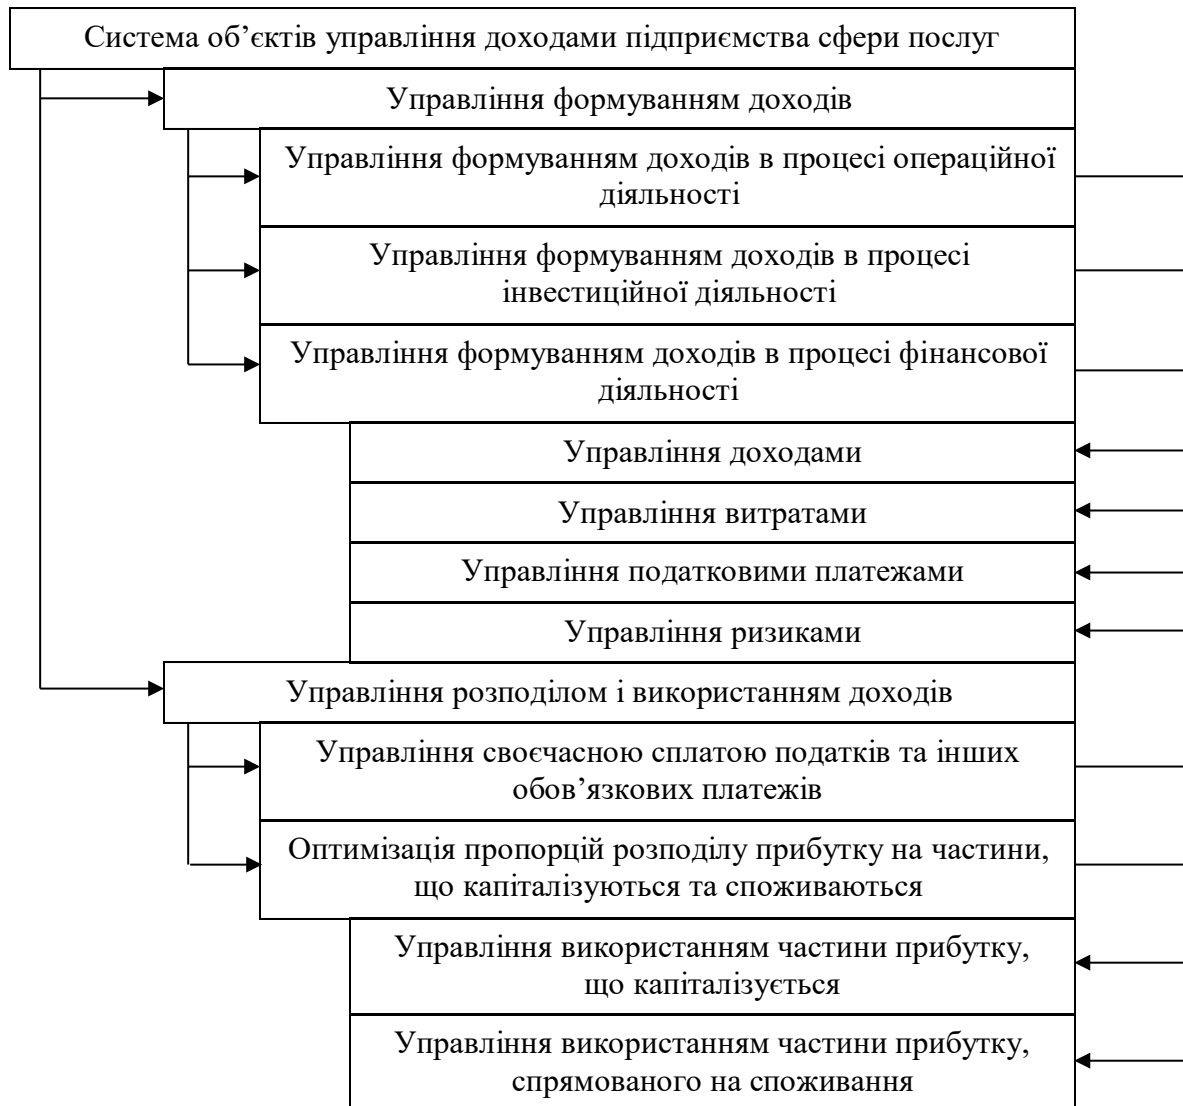 Система об’єктів управління доходами підприємства сфери послуг
Управління формуванням доходів
Управління формуванням доходів в процесі операційної
діяльності
Управління формуванням доходів в процесі
інвестиційної діяльності
Управління формуванням доходів в процесі фінансової
діяльності
Управління доходами
Управління витратами
Управління податковими платежами
Управління ризиками
Управління розподілом і використанням доходів
Управління своєчасною сплатою податків та інших
обов’язкових платежів
Оптимізація пропорцій розподілу прибутку на частини,
що капіталізуються та споживаються
Управління використанням частини прибутку,
що капіталізується
Управління використанням частини прибутку,
спрямованого на споживання